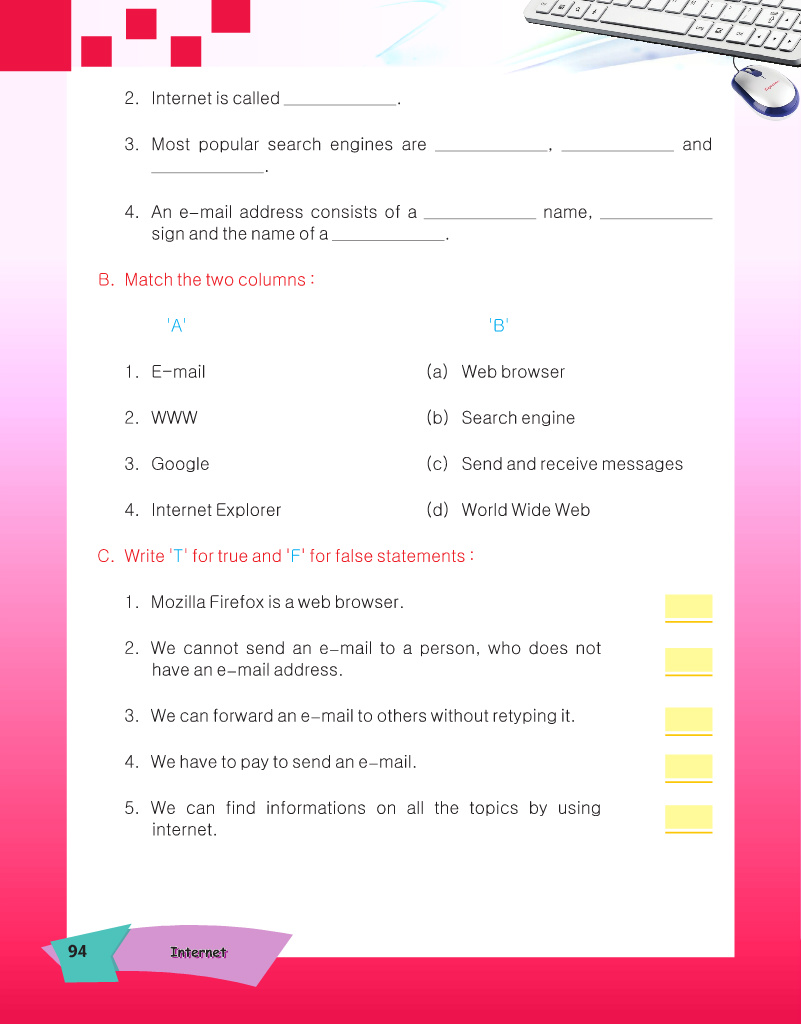 2. Internet is called ____________.
3. Most popular search engines are ____________, ____________ and
____________.
4. An e-mail address consists of a ____________ name, ____________
sign and the name of a ____________.
B. Match the two columns :
'A' 'B'
1. E-mail (a) Web browser
2. WWW (b) Search engine
3. Google (c) Send and receive messages
4. Internet Explorer (d) World Wide Web
C. Write 'T' for true and 'F' for false statements :
1. Mozilla Firefox is a web browser.
2. We cannot send an e-mail to a person, who does not
have an e-mail address.
3. We can forward an e-mail to others without retyping it.
4. We have to pay to send an e-mail.
5. We can find informations on all the topics by using
internet.
94 Internet